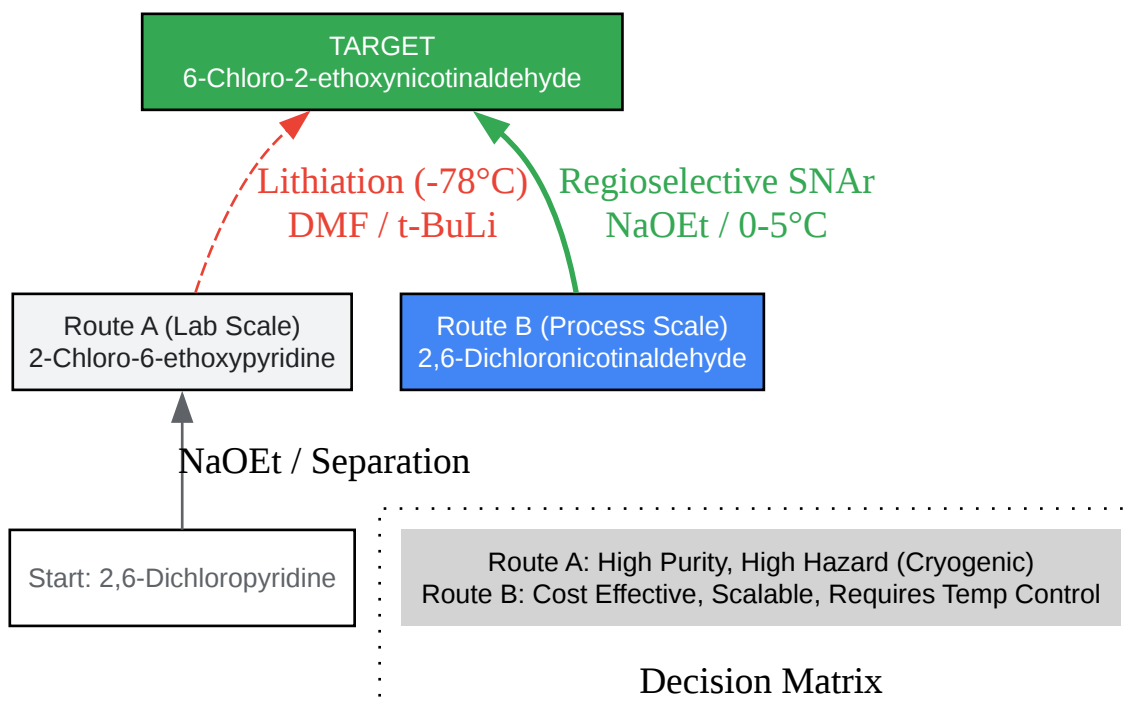 TARGET
6-Chloro-2-ethoxynicotinaldehyde
Lithiation (-78°C)
DMF / t-BuLi
Regioselective SNAr
NaOEt / 0-5°C
Route A (Lab Scale)
2-Chloro-6-ethoxypyridine
Route B (Process Scale)
2,6-Dichloronicotinaldehyde
NaOEt / Separation
Start: 2,6-Dichloropyridine
Route A: High Purity, High Hazard (Cryogenic)
Route B: Cost Effective, Scalable, Requires Temp Control
Decision Matrix